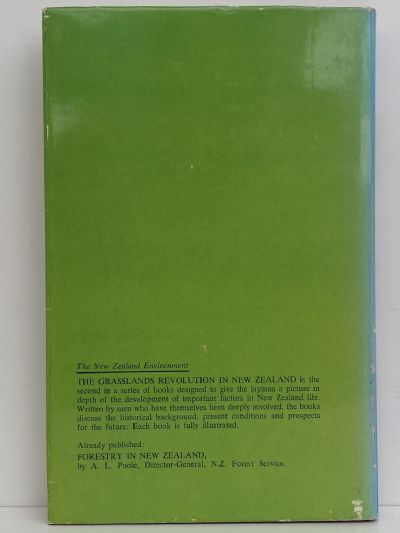 The New Zealand Environment
THE GRASSLANDS REVOLUTION IN NEW ZEALAND is the
second in a series of books designed to give the layman a picture in
depth of the development of important factors in New Zealand life.
Written by men who have themselves been deeply involved, the books
discuss the historical background, present conditions and prospects
for the future. Each book is fully illustrated.
Already published:
FORESTRY IN NEW ZEALAND,
by A. L. Poole, Director-General, N.Z. Forest Service.